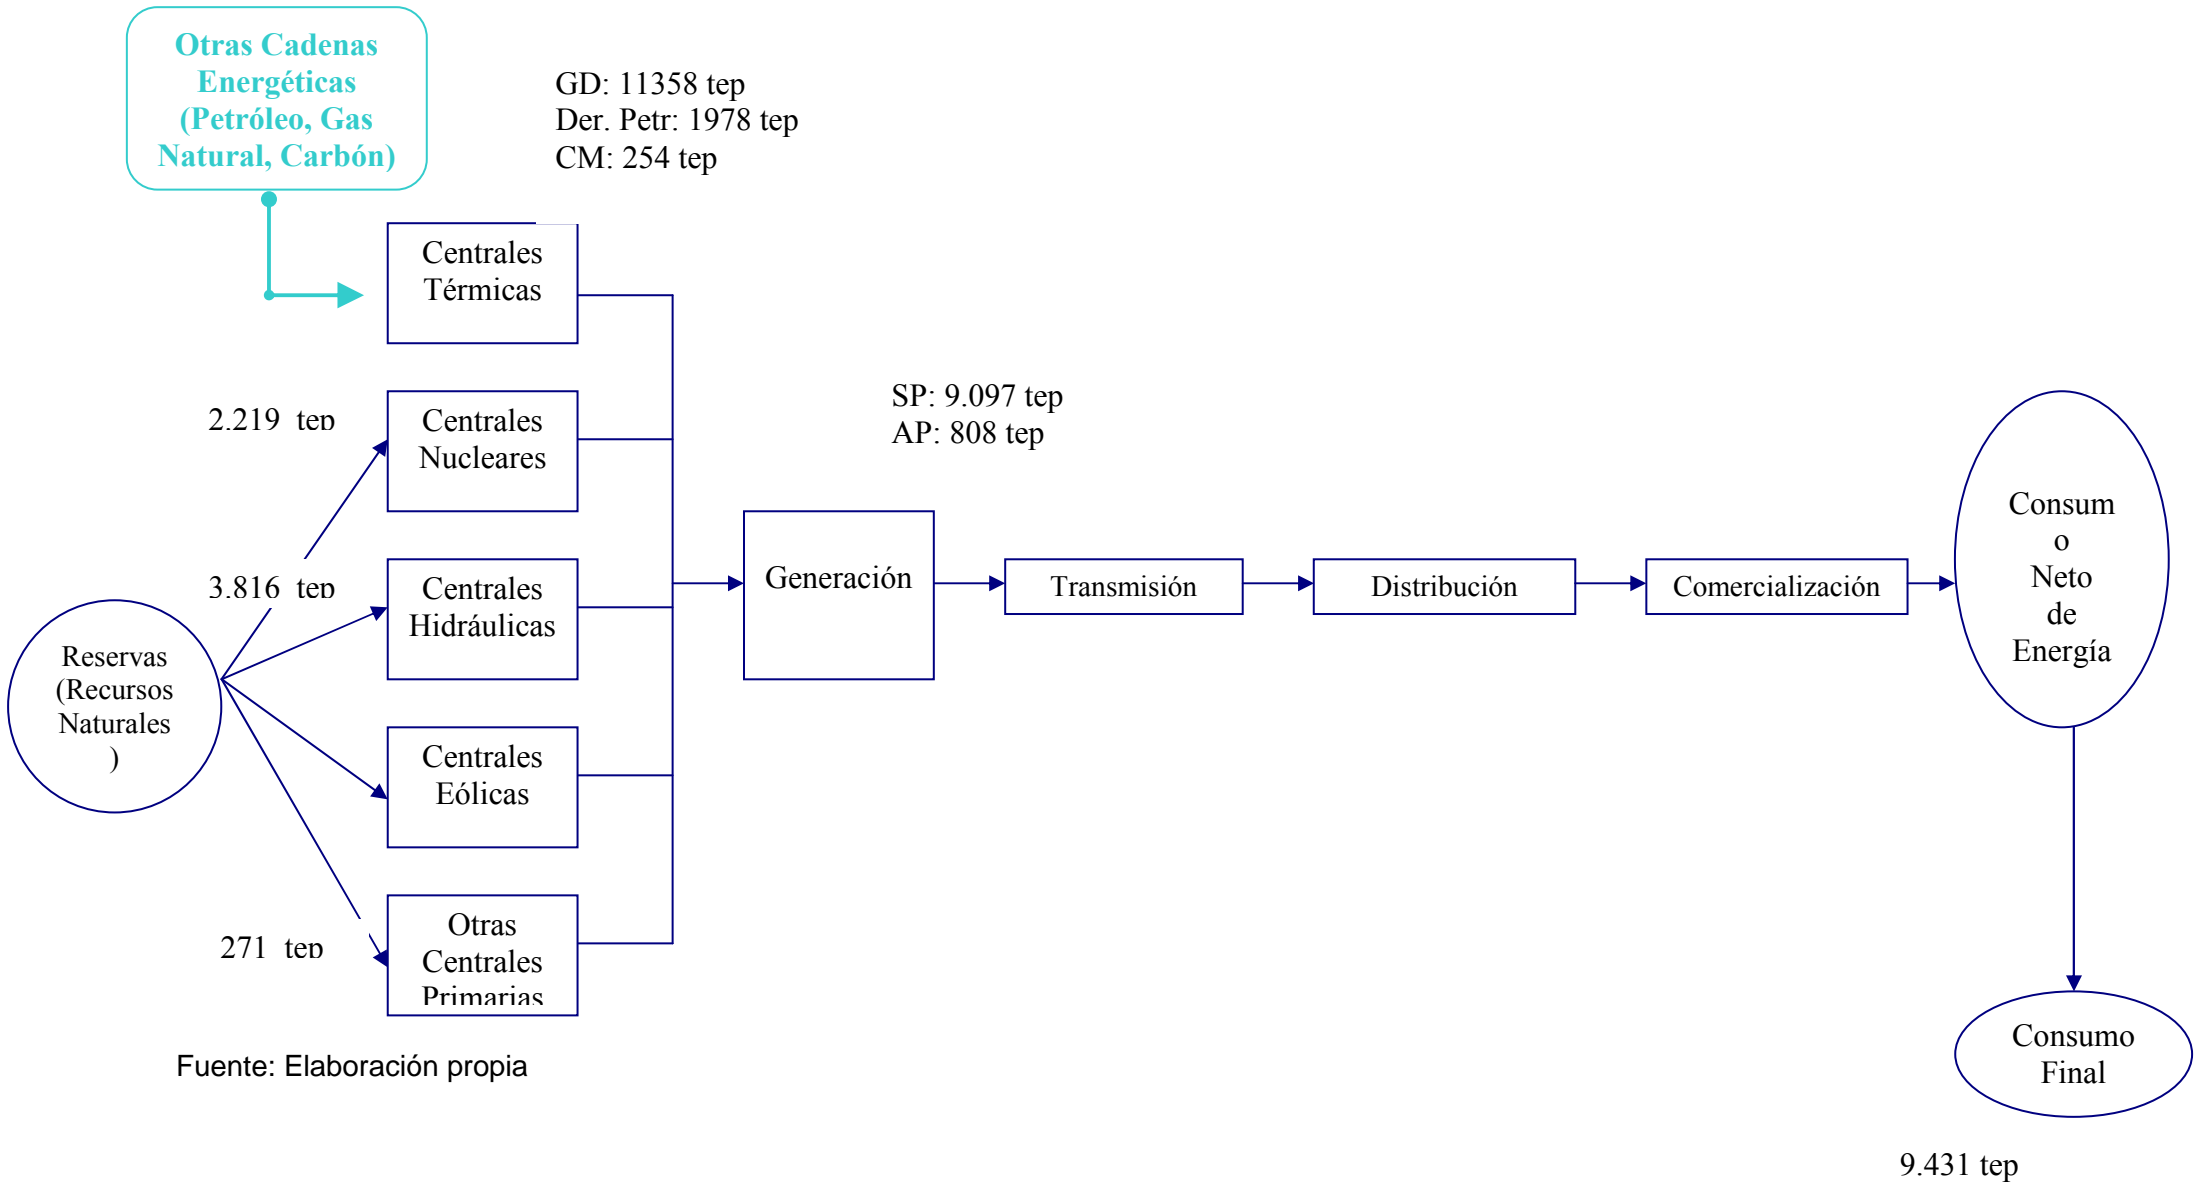 Otras Cadenas
Energéticas
(Petróleo, Gas
Natural, Carbón)
GD: 11358 tep
Der. Petr: 1978 tep
CM: 254 tep
Centrales
Térmicas
2.219 tep
Centrales
Nucleares
SP: 9.097 tep
AP: 808 tep
3.816 tep
Centrales
Hidráulicas
Generación
Transmisión
Distribución
Comercialización
Consum
o
Neto
de
Energía
Reservas
(Recursos
Naturales
)
Centrales
Eólicas
271 tep
Otras
Centrales
Primarias
Consumo
Final
Fuente: Elaboración propia
9.431 tep